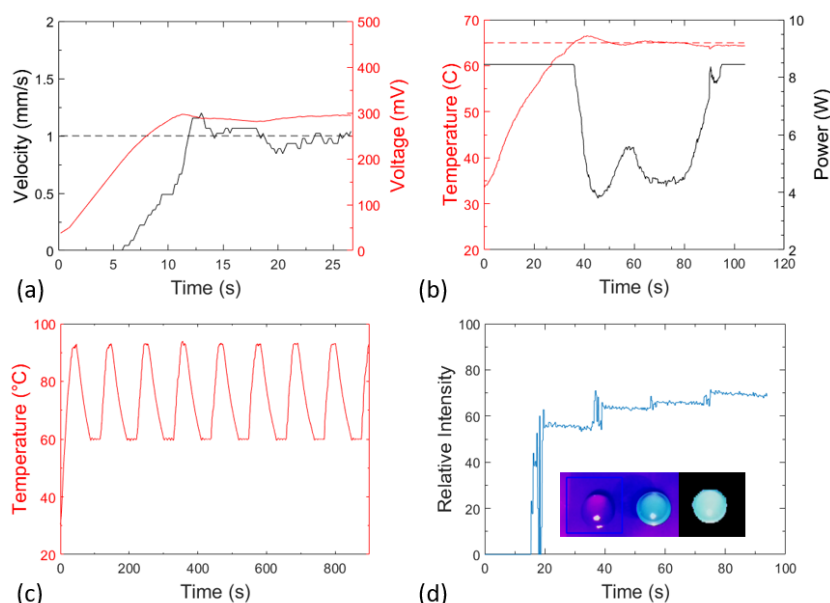 2
1.5
1
0.5
0
Velocity (mm/s)
500
400
300
200
100
0
Voltage (mV)
0 5 10 15 20 25
Time (s)
(a)
70
60
50
40
30
20
Temperature (C)
10
8
6
4
2
Power (W)
0 20 40 60 80 100 120
Time (s)
(b)
100
80
60
40
20
Temperature (°C)
0 200 400 600 800
Time (s)
(c)
100
80
60
40
20
0
Relative Intensity
0 20 40 60 80 100
Time (s)
(d)